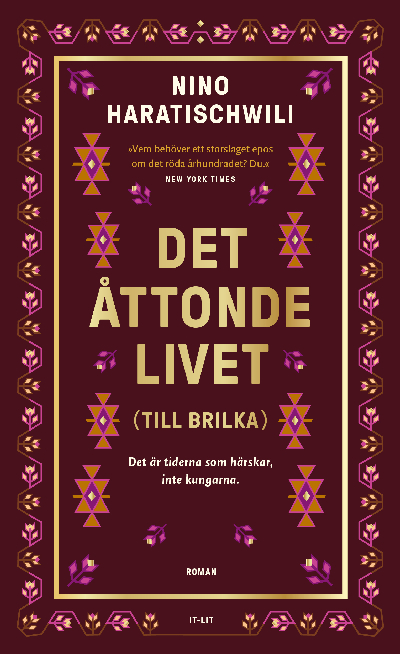 NINO
HARATISCHWILI
»Vem behöver ett storslaget epos
om det röda århundradet? Du.«
NEW YORK TIMES
DET
ÅTTONDE
LIVET
(TILL BRILKA)
Det är tiderna som härskar,
inte kungarna.
ROMAN
IT-LIT